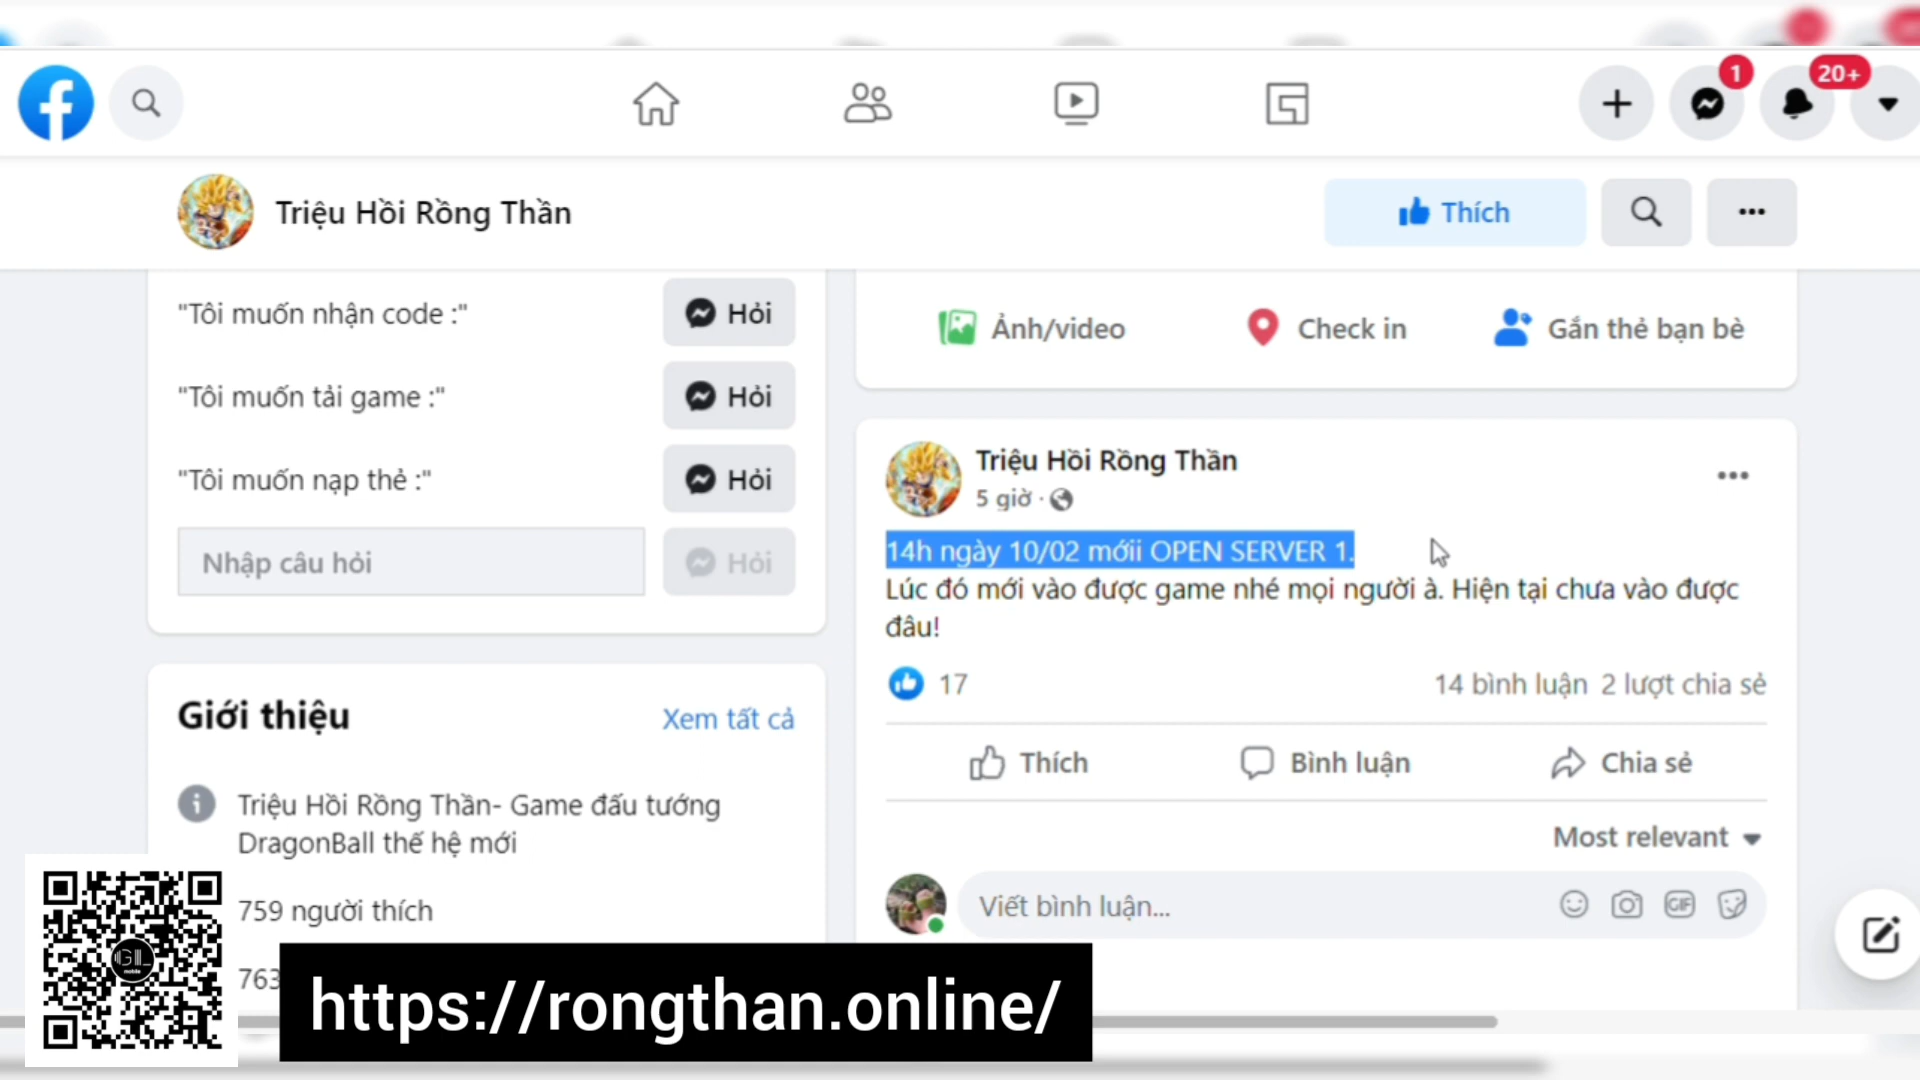 1
20+
Triệu Hồi Rồng Thần
Thích
"Tôi muốn nhận code :"
Hỏi
"Tôi muốn tải game :"
Hỏi
"Tôi muốn nạp thẻ :"
Hỏi
Nhập câu hỏi
Hỏi
Giới thiệu
Xem tất cả
Triệu Hồi Rồng Thần- Game đấu tướng
DragonBall thế hệ mới
759 người thích
763
Ảnh/video
Check in
Gắn thẻ bạn bè
Triệu Hồi Rồng Thần
5 giờ ·
14h ngày 10/02 mớii OPEN SERVER 1.
Lúc đó mới vào được game nhé mọi người à. Hiện tại chưa vào được
đâu!
17
14 bình luận 2 lượt chia sẻ
Thích
Bình luận
Chia sẻ
Most relevant
Viết bình luận...
GIF
GIL
mobile
https://rongthan.online/